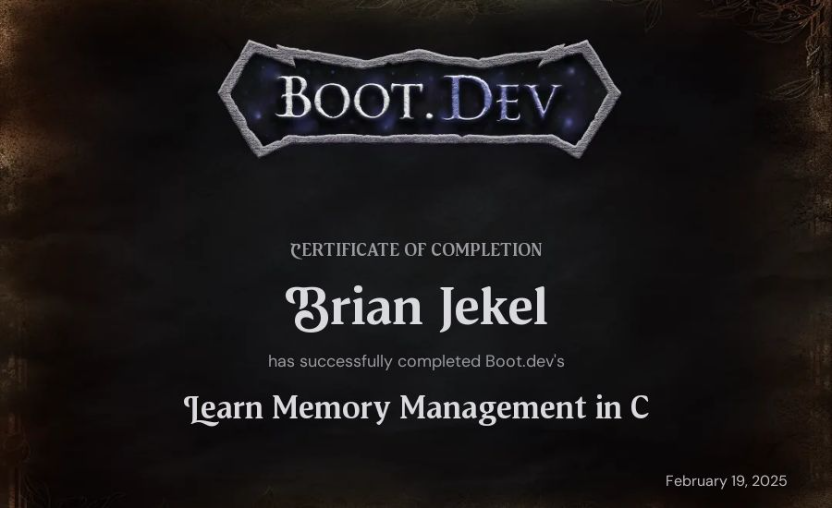 BOOT.DEV
CERTIFICATE OF COMPLETION
Brian Jekel
has successfully completed Boot.dev's
Learn Memory Management in C
February 19, 2025